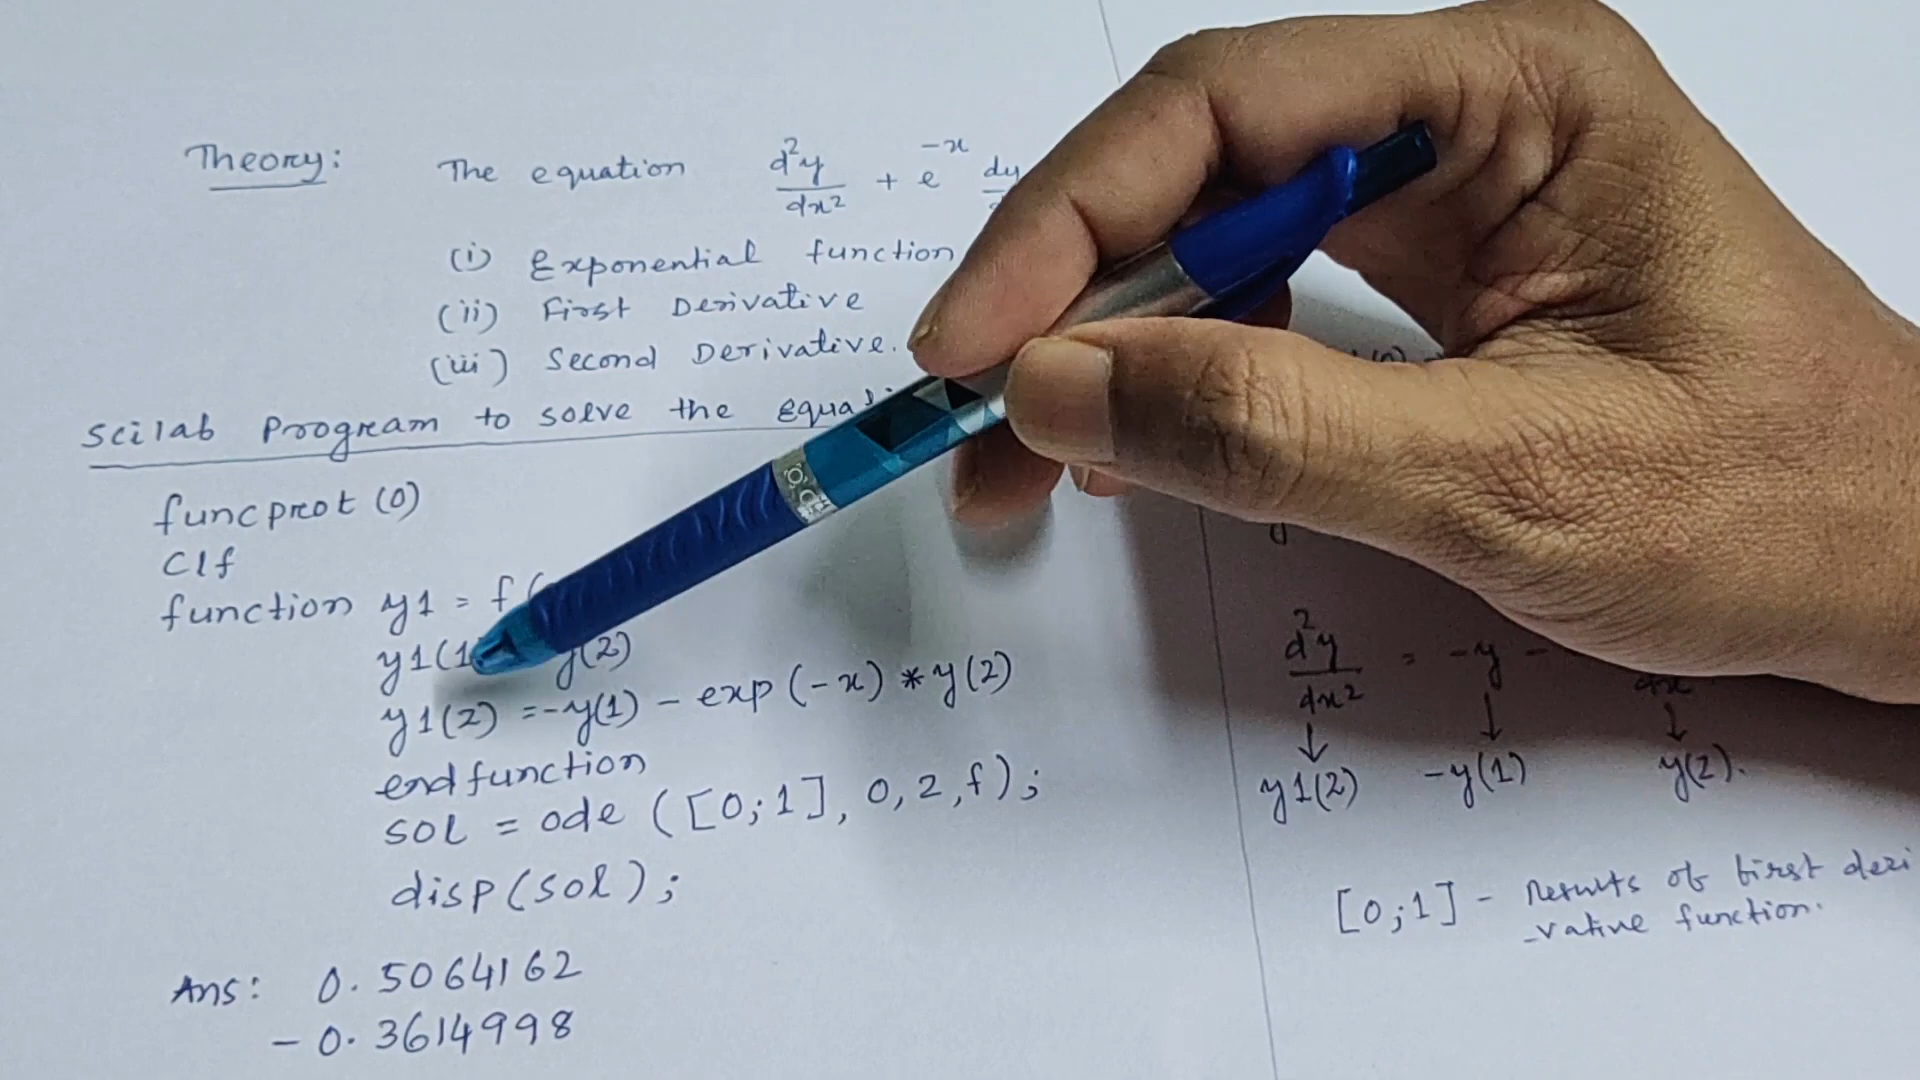 Theory: The equation d²y/dx² + e^-x dy
(i) Exponential function
(ii) First Derivative
(iii) Second Derivative.
Scilab Program to solve the
funcprot (0)
Clf
function y1 = f(
y1(1 y(2)
y1(2) =-y(1) - exp (-x) * y(2)
endfunction
sol = ode ([0;1], 0,2,f);
disp(sol);
Ans: 0.5064162
-0.3614998
d²y/dx² = -y -
dx
↓ ↓ ↓
y1(2) -y(1) y(2).
[0;1] - Results of first deri
-vative function.